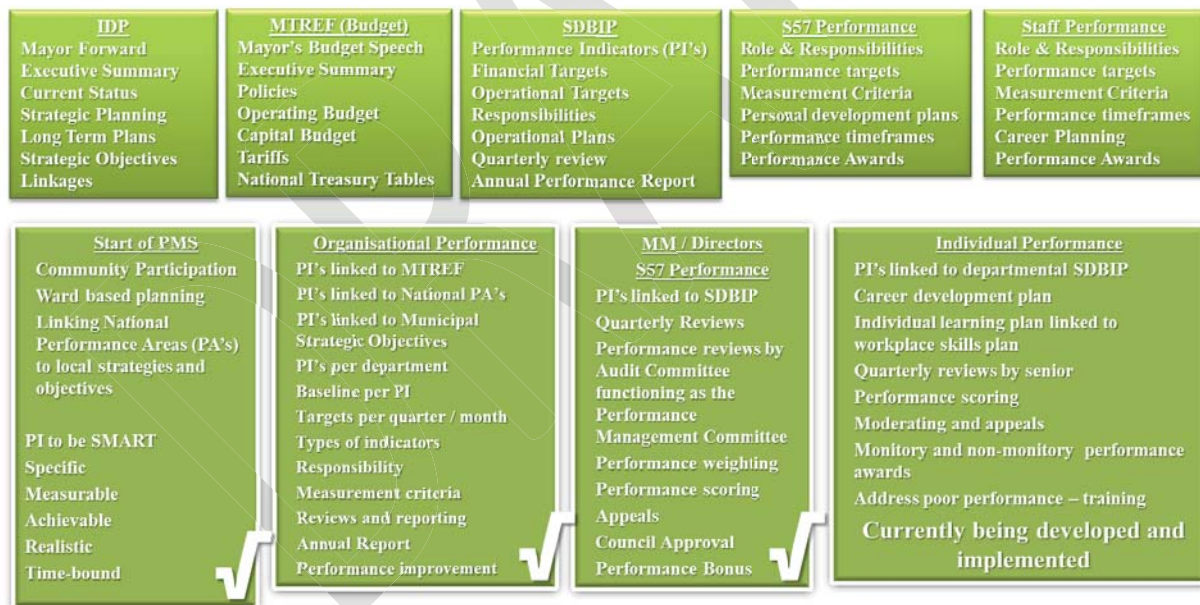 IDP
Mayor Forward
Executive Summary
Current Status
Strategic Planning
Long Term Plans
Strategic Objectives
Linkages
MTREF (Budget)
Mayor's Budget Speech
Executive Summary
Policies
Operating Budget
Capital Budget
Tariffs
National Treasury Tables
SDBIP
Performance Indicators (PI's)
Financial Targets
Operational Targets
Responsibilities
Operational Plans
Quarterly review
Annual Performance Report
S57 Performance
Role & Responsibilities
Performance targets
Measurement Criteria
Personal development plans
Performance timeframes
Performance Awards
Staff Performance
Role & Responsibilities
Performance targets
Measurement Criteria
Performance timeframes
Career Planning
Performance Awards
Start of PMS
Community Participation
Ward based planning
Linking National
Performance Areas (PA's)
to local strategies and
objectives
PI to be SMART
Specific
Measurable
Achievable
Realistic
Time-bound
√
Organisational Performance
PI's linked to MTREF
PI's linked to National PA's
PI's linked to Municipal
Strategic Objectives
PI's per department
Baseline per PI
Targets per quarter / month
Types of indicators
Responsibility
Measurement criteria
Reviews and reporting
Annual Report
Performance improvement
√
MM / Directors
S57 Performance
PI's linked to SDBIP
Quarterly Reviews
Performance reviews by
Audit Committee
functioning as the
Performance
Management Committee
Performance weighting
Performance scoring
Appeals
Council Approval
Performance Bonus
√
Individual Performance
PI's linked to departmental SDBIP
Career development plan
Individual learning plan linked to
workplace skills plan
Quarterly reviews by senior
Performance scoring
Moderating and appeals
Monitory and non-monitory performance
awards
Address poor performance – training
Currently being developed and
implemented